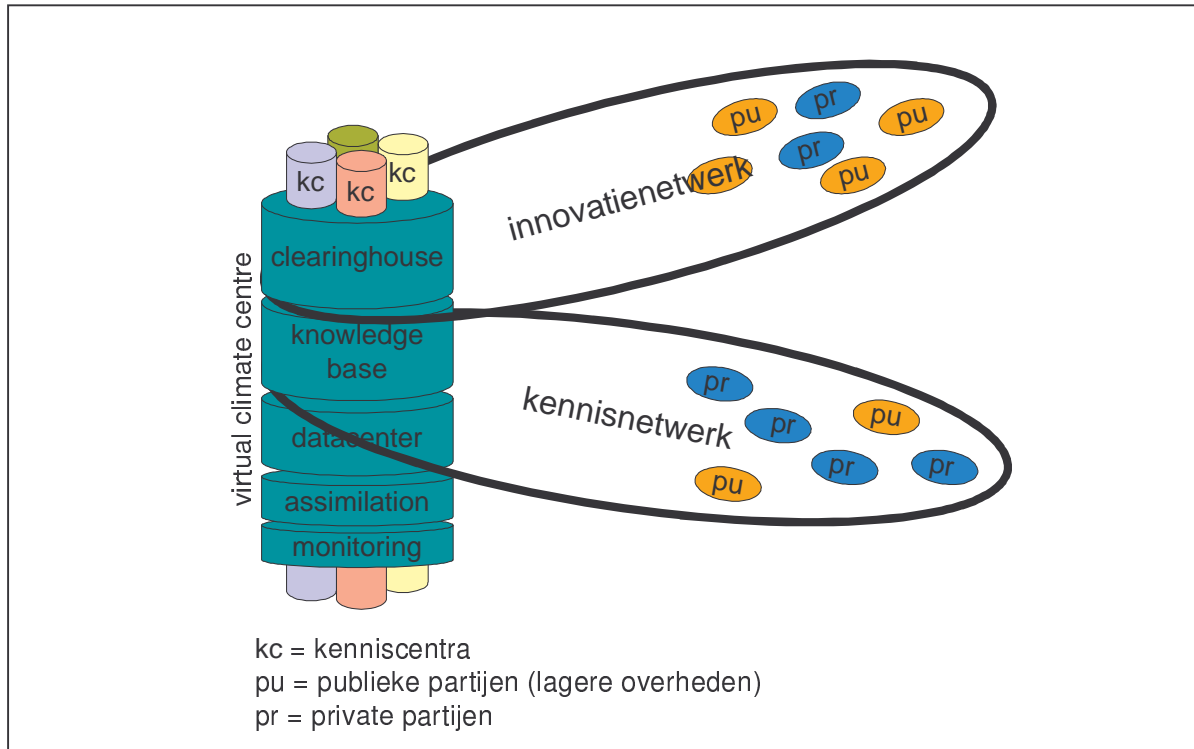 pu
pr
pu
pr
pu
pu
innovatienetwerk
kc
kc
kc
clearinghouse
virtual climate centre
knowledge
base
datacenter
assimilation
monitoring
pr
kennisnetwerk
pr
pu
pr
pr
pu
kc = kenniscentra
pu = publieke partijen (lagere overheden)
pr = private partijen